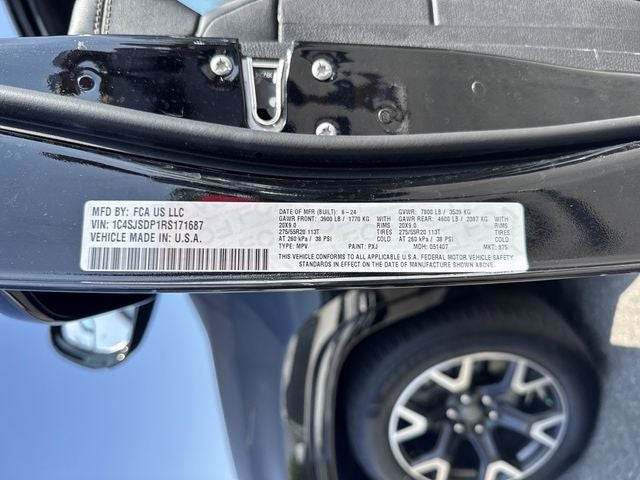 MFD BY: FCA US LLC
VIN: 1C4SJSDP1RS171687
VEHICLE MADE IN: U.S.A.
DATE OF MFR (BUILT): 6-24 GVWR: 7800 LB / 3539 KG
GAWR FRONT: 3900 LB / 1770 KG WITH GAWR REAR: 4600 LB / 2087 KG WITH
20X9.0 RIMS 20X9.0 RIMS
275/55R20 113T TIRES 275/55R20 113T TIRES
AT 260 kPa / 38 PSI COLD AT 260 kPa / 38 PSI COLD
TYPE: MPV PAINT: PXJ MDH: 051407 MKT: 875
THIS VEHICLE CONFORMS TO ALL APPLICABLE U.S.A. FEDERAL MOTOR VEHICLE SAFETY
STANDARDS IN EFFECT ON THE DATE OF MANUFACTURE SHOWN ABOVE.